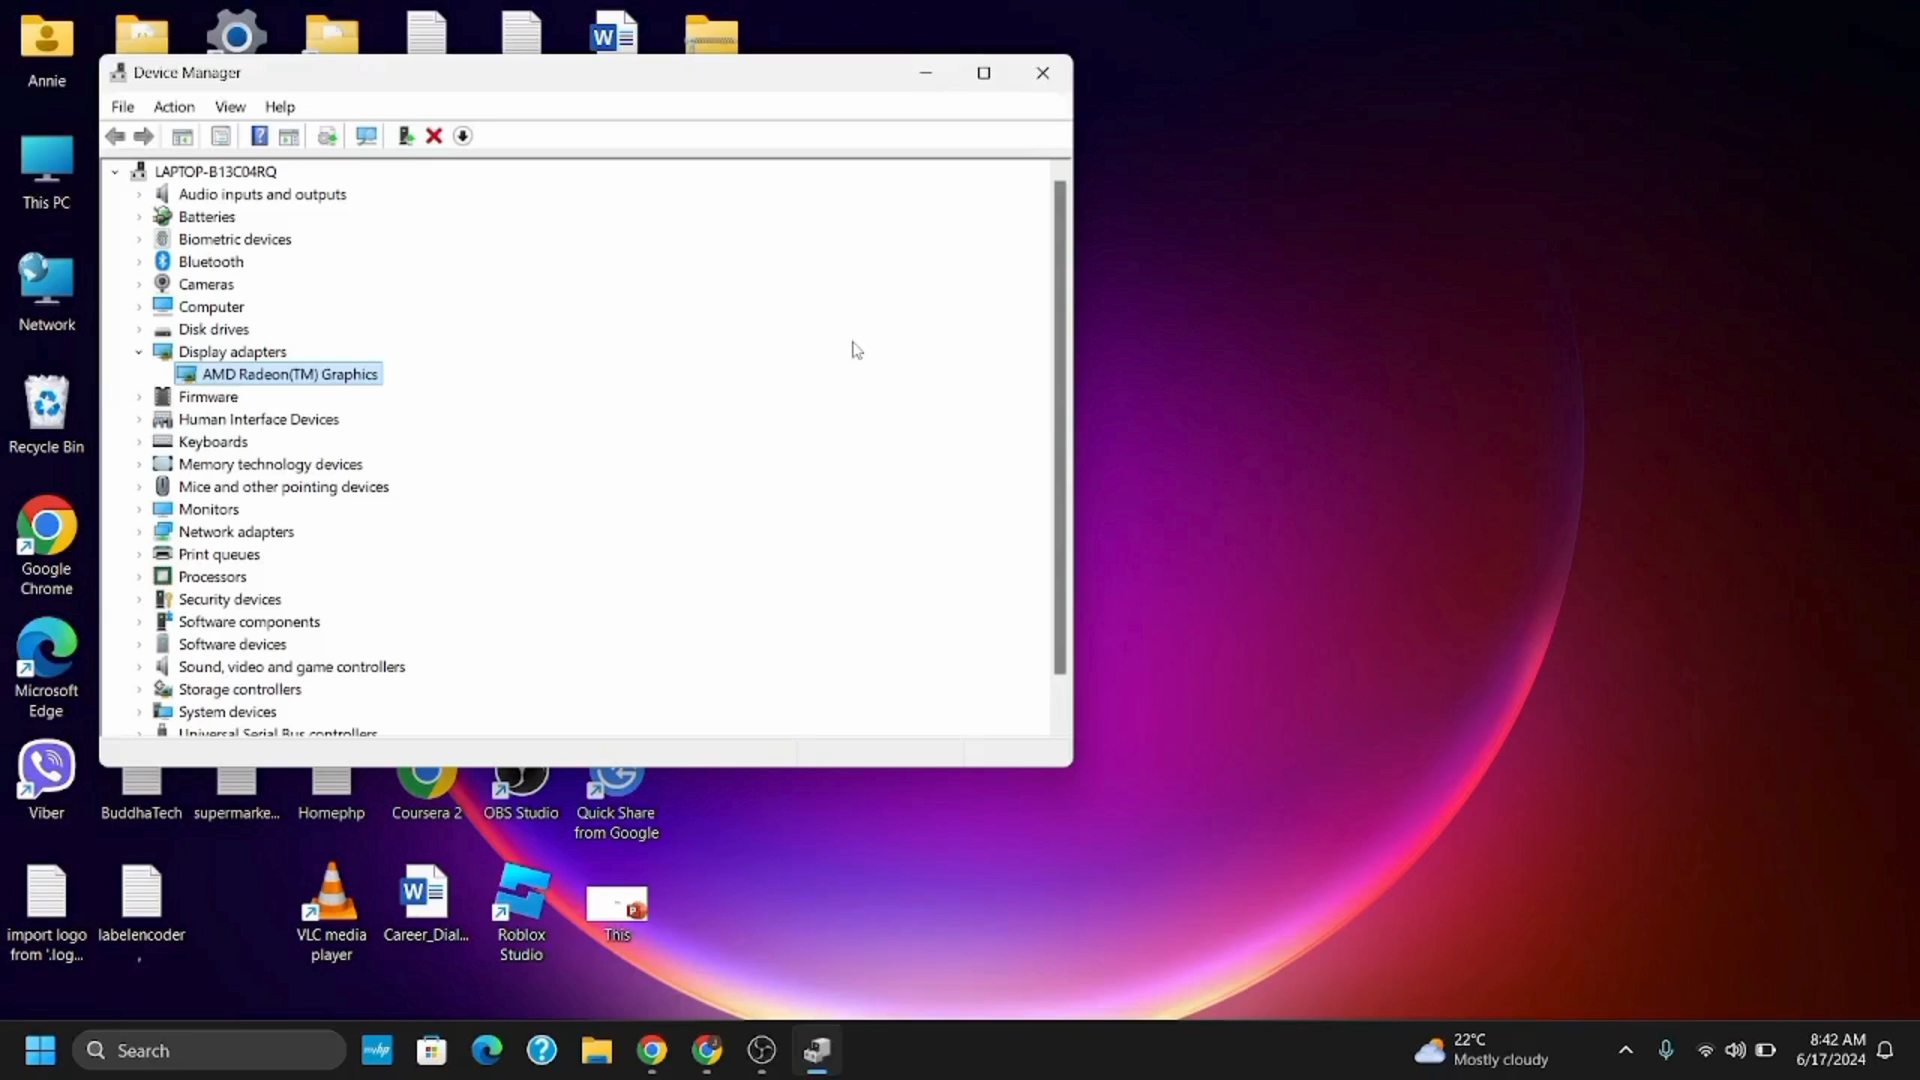 Annie
This PC
Network
Recycle Bin
Google
Chrome
Microsoft
Edge
Viber
import logo
from '.log...
Device Manager
File Action View Help
LAPTOP-B13C04RQ
Audio inputs and outputs
Batteries
Biometric devices
Bluetooth
Cameras
Computer
Disk drives
Display adapters
AMD Radeon(TM) Graphics
Firmware
Human Interface Devices
Keyboards
Memory technology devices
Mice and other pointing devices
Monitors
Network adapters
Print queues
Processors
Security devices
Software components
Software devices
Sound, video and game controllers
Storage controllers
System devices
Universal Serial Bus controllers
BuddhaTech
supermarke...
Homephp
Coursera 2
OBS Studio
Quick Share
from Google
labelencoder
,
VLC media
player
Career_Dial...
Roblox
Studio
This
Search
myhp
22°C
Mostly cloudy
8:42 AM
6/17/2024